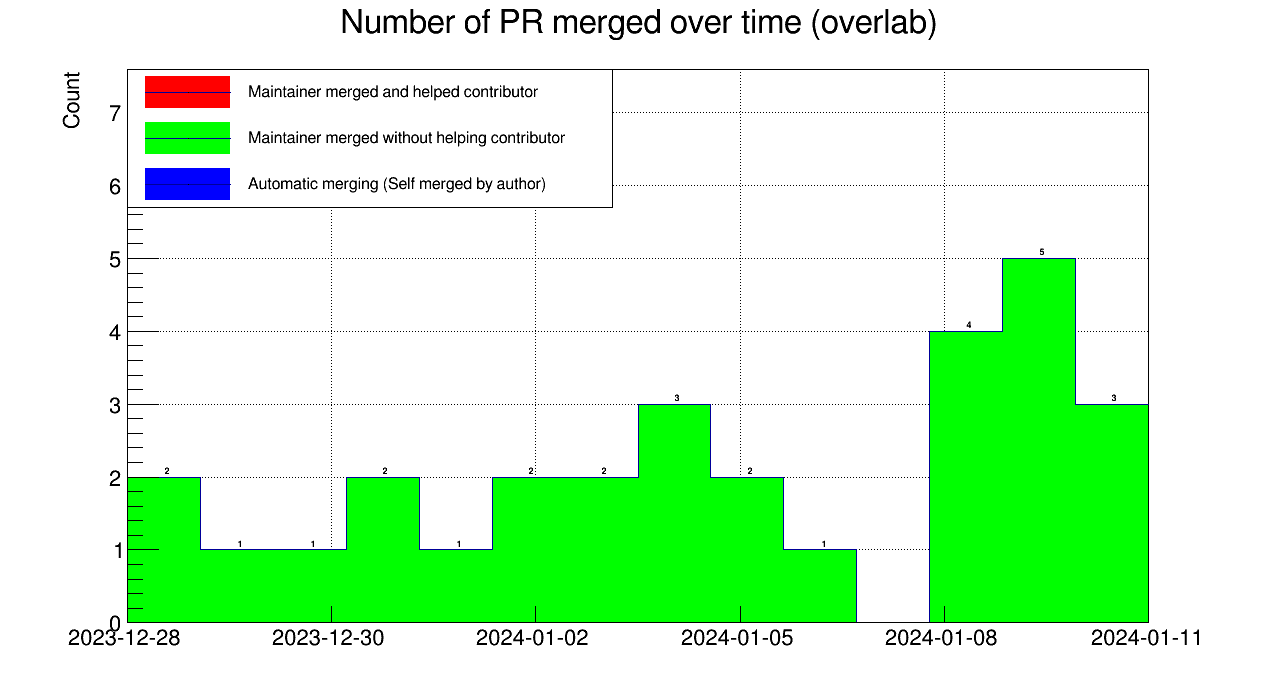 Number of PR merged over time (overlab)
Count
Maintainer merged and helped contributor
Maintainer merged without helping contributor
Automatic merging (Self merged by author)
7
6
5
4
3
2
1
0
2 1 1 2 1 2 2 3 2 1 4 5 3
2023-12-28 2023-12-30 2024-01-02 2024-01-05 2024-01-08 2024-01-11